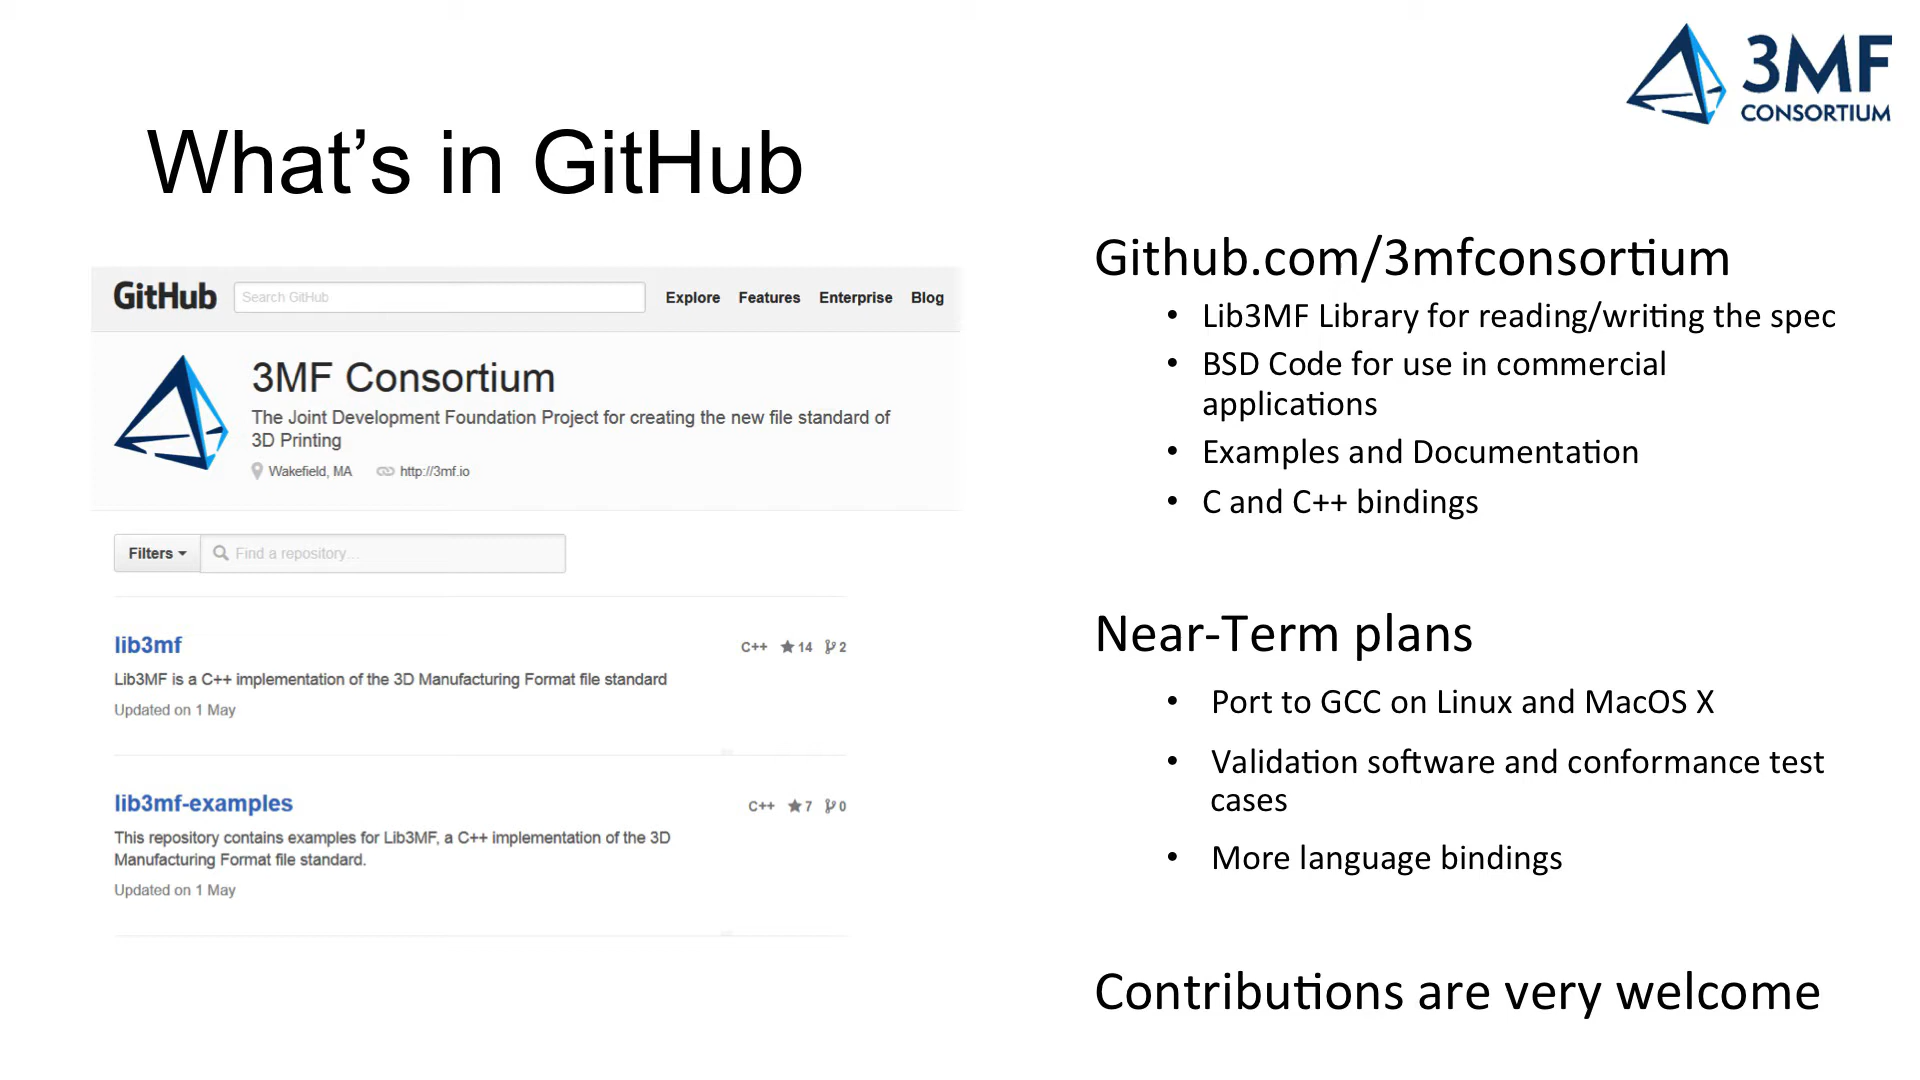 3MF
CONSORTIUM
What’s in GitHub
GitHub Search GitHub Explore Features Enterprise Blog
3MF Consortium
The Joint Development Foundation Project for creating the new file standard of
3D Printing
Wakefield, MA http://3mf.io
Filters Find a repository...
lib3mf C++ 14 2
Lib3MF is a C++ implementation of the 3D Manufacturing Format file standard
Updated on 1 May
lib3mf-examples C++ 7 0
This repository contains examples for Lib3MF, a C++ implementation of the 3D
Manufacturing Format file standard.
Updated on 1 May
Github.com/3mfconsortium
• Lib3MF Library for reading/writing the spec
• BSD Code for use in commercial
applications
• Examples and Documentation
• C and C++ bindings
Near-Term plans
• Port to GCC on Linux and MacOS X
• Validation software and conformance test
cases
• More language bindings
Contributions are very welcome